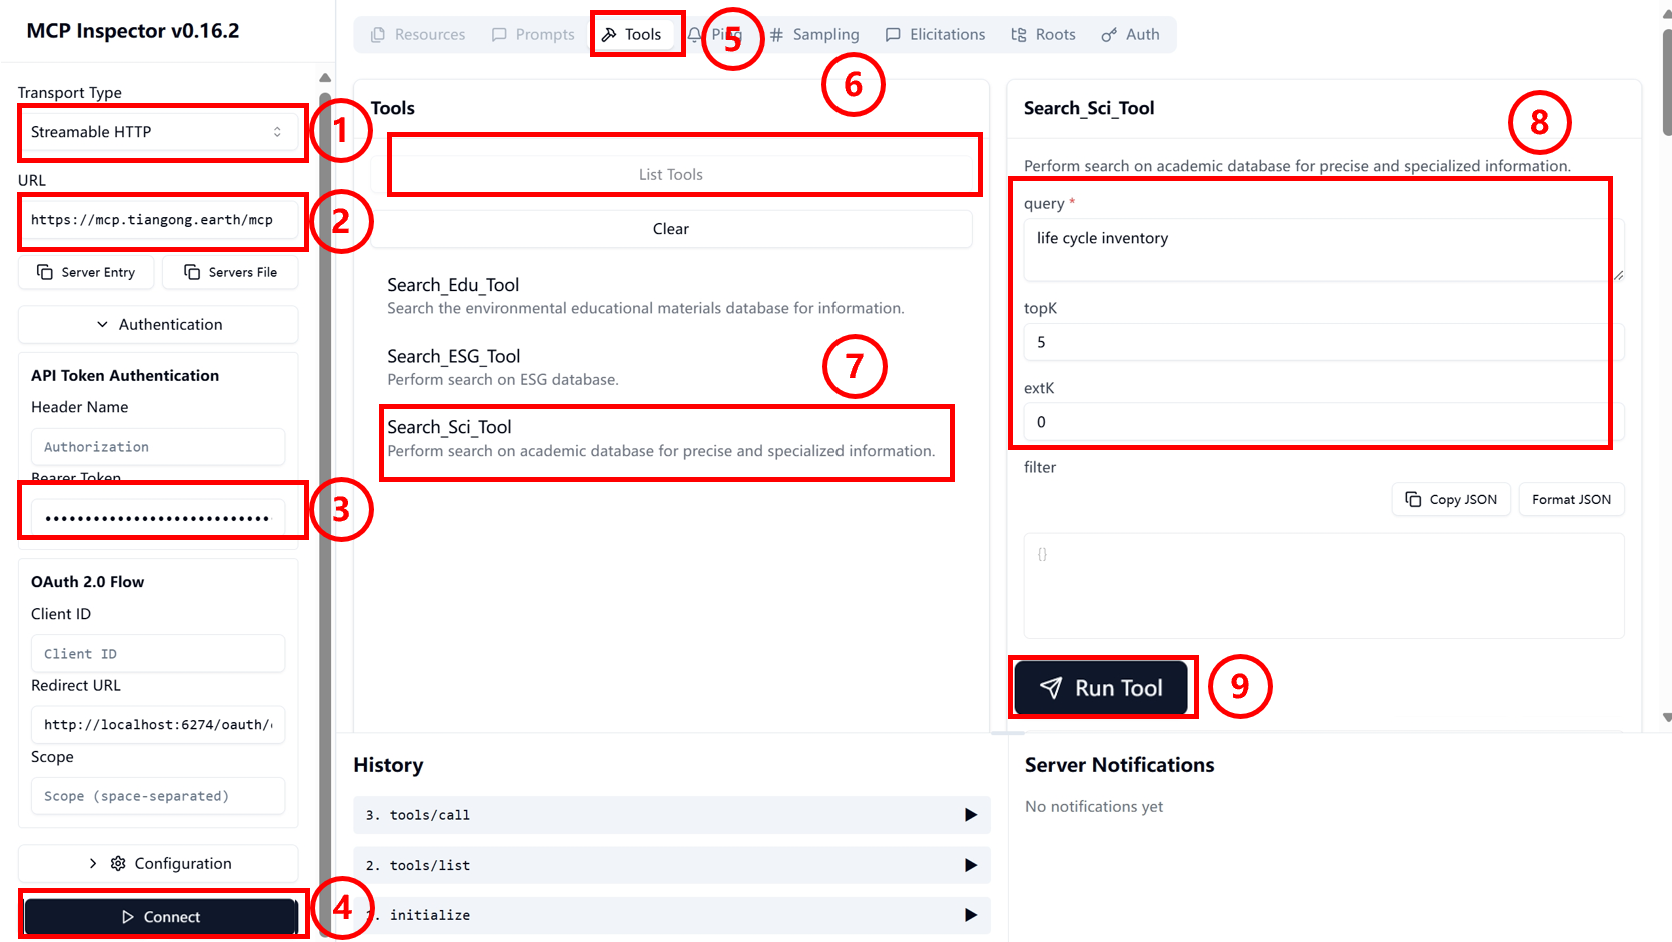 MCP Inspector v0.16.2
Transport Type
Streamable HTTP
1
URL
https://mcp.tiangong.earth/mcp
2
Server Entry
Servers File
Authentication
API Token Authentication
Header Name
Authorization
Bearer Token
••••••••••••••••••••••••••••
3
OAuth 2.0 Flow
Client ID
Client ID
Redirect URL
http://localhost:6274/oauth/
Scope
Scope (space-separated)
Configuration
Connect
4
Resources
Prompts
Tools
Ping
5
Sampling
Elicitations
Roots
Auth
6
Tools
List Tools
Clear
Search_Edu_Tool
Search the environmental educational materials database for information.
Search_ESG_Tool
Perform search on ESG database.
7
Search_Sci_Tool
Perform search on academic database for precise and specialized information.
Search_Sci_Tool
8
Perform search on academic database for precise and specialized information.
query *
life cycle inventory
topK
5
extK
0
filter
Copy JSON
Format JSON
{}
Run Tool
9
History
3. tools/call
2. tools/list
1. initialize
Server Notifications
No notifications yet